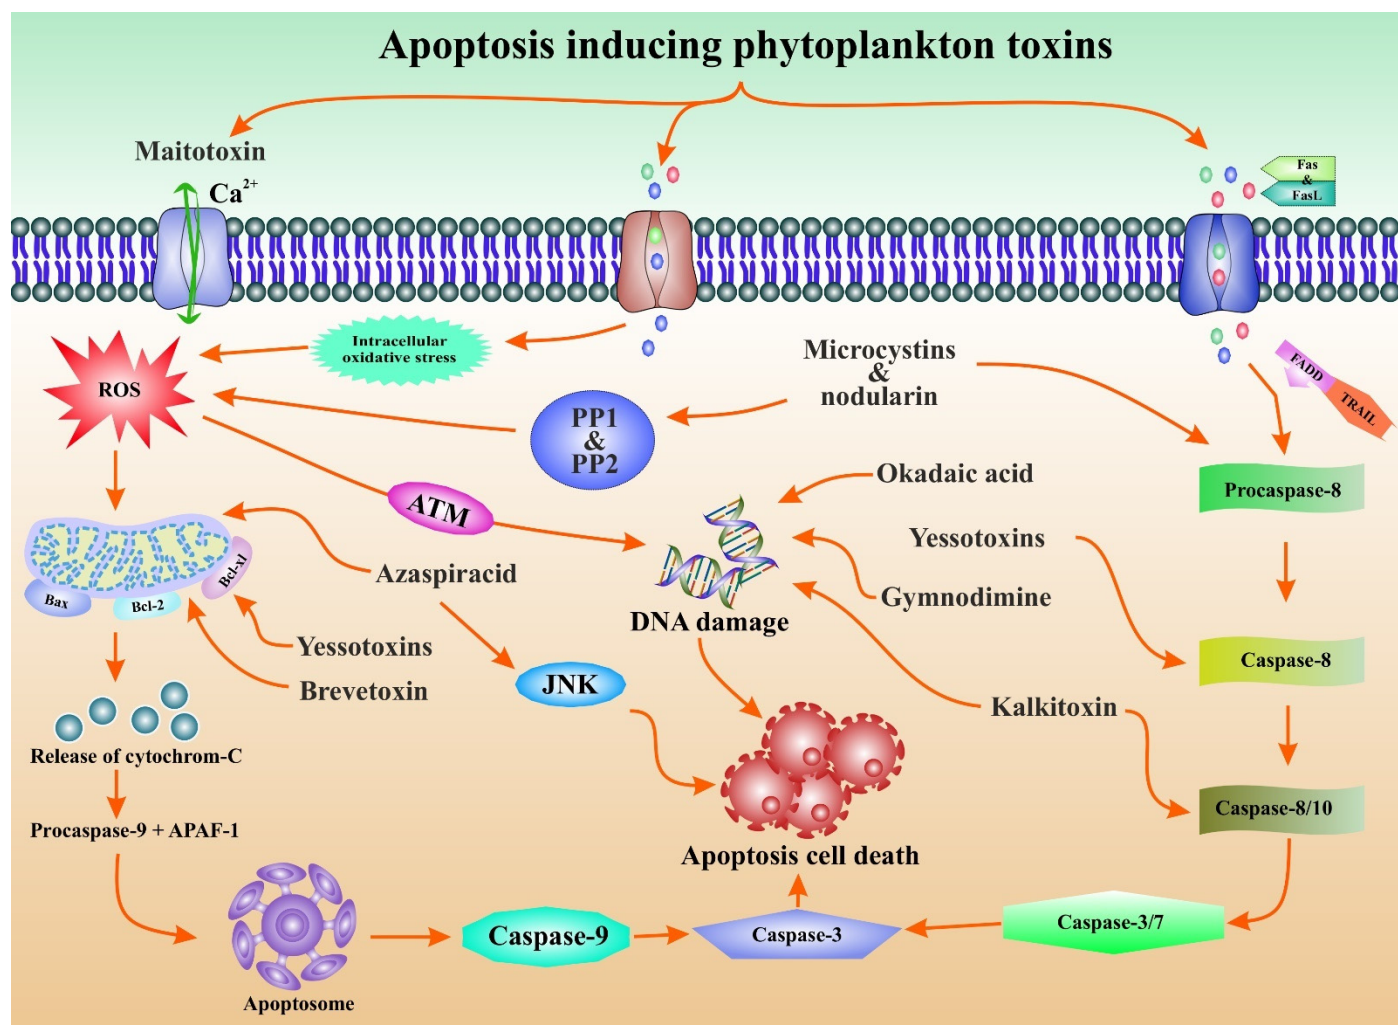 Apoptosis inducing phytoplankton toxins
Maitotoxin
Ca2+
Fas
&
FasL
Intracellular
oxidative stress
ROS
Microcystins
&
nodularin
FADD
TRAIL
PP1
&
PP2
Okadaic acid
Procaspase-8
ATM
Yessotoxins
Azaspiracid
Bcl-xl
Bax
Bcl-2
Gymnodimine
DNA damage
Yessotoxins
Caspase-8
Brevetoxin
JNK
Kalkitoxin
Release of cytochrom-C
Caspase-8/10
Procaspase-9 + APAF-1
Apoptosis cell death
Caspase-9
Caspase-3
Caspase-3/7
Apoptosome